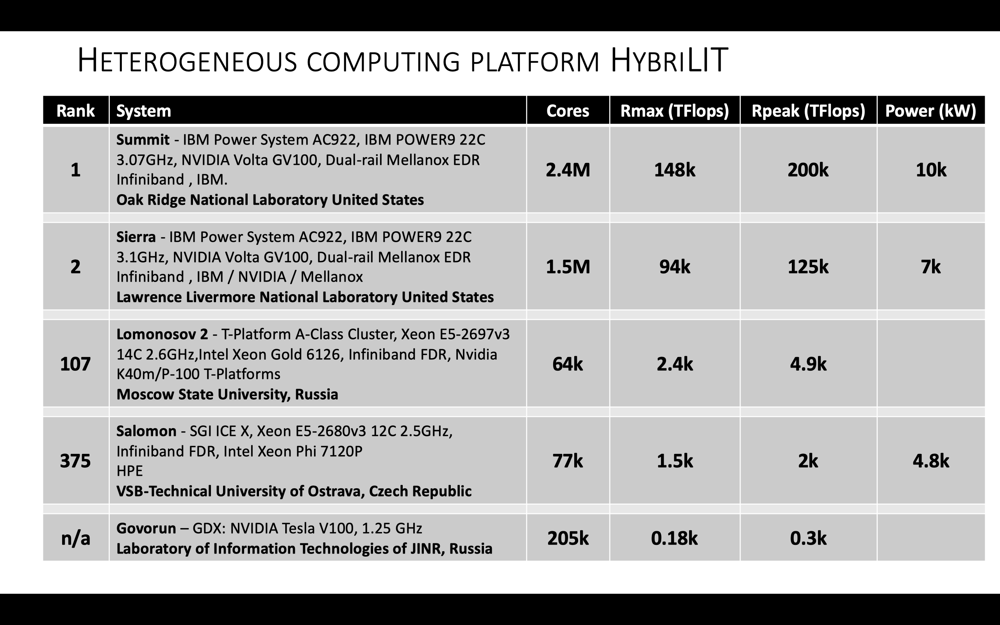 Heterogeneous computing platform HybriLIT
Rank System Cores Rmax (TFlops) Rpeak (TFlops) Power (kW)
1
Summit - IBM Power System AC922, IBM POWER9 22C
3.07GHz, NVIDIA Volta GV100, Dual-rail Mellanox EDR
Infiniband , IBM.
Oak Ridge National Laboratory United States
2.4M 148k 200k 10k
2
Sierra - IBM Power System AC922, IBM POWER9 22C
3.1GHz, NVIDIA Volta GV100, Dual-rail Mellanox EDR
Infiniband , IBM / NVIDIA / Mellanox
Lawrence Livermore National Laboratory United States
1.5M 94k 125k 7k
107
Lomonosov 2 - T-Platform A-Class Cluster, Xeon E5-2697v3
14C 2.6GHz,Intel Xeon Gold 6126, Infiniband FDR, Nvidia
K40m/P-100 T-Platforms
Moscow State University, Russia
64k 2.4k 4.9k
375
Salomon - SGI ICE X, Xeon E5-2680v3 12C 2.5GHz,
Infiniband FDR, Intel Xeon Phi 7120P
HPE
VSB-Technical University of Ostrava, Czech Republic
77k 1.5k 2k 4.8k
n/a
Govorun – GDX: NVIDIA Tesla V100, 1.25 GHz
Laboratory of Information Technologies of JINR, Russia
205k 0.18k 0.3k